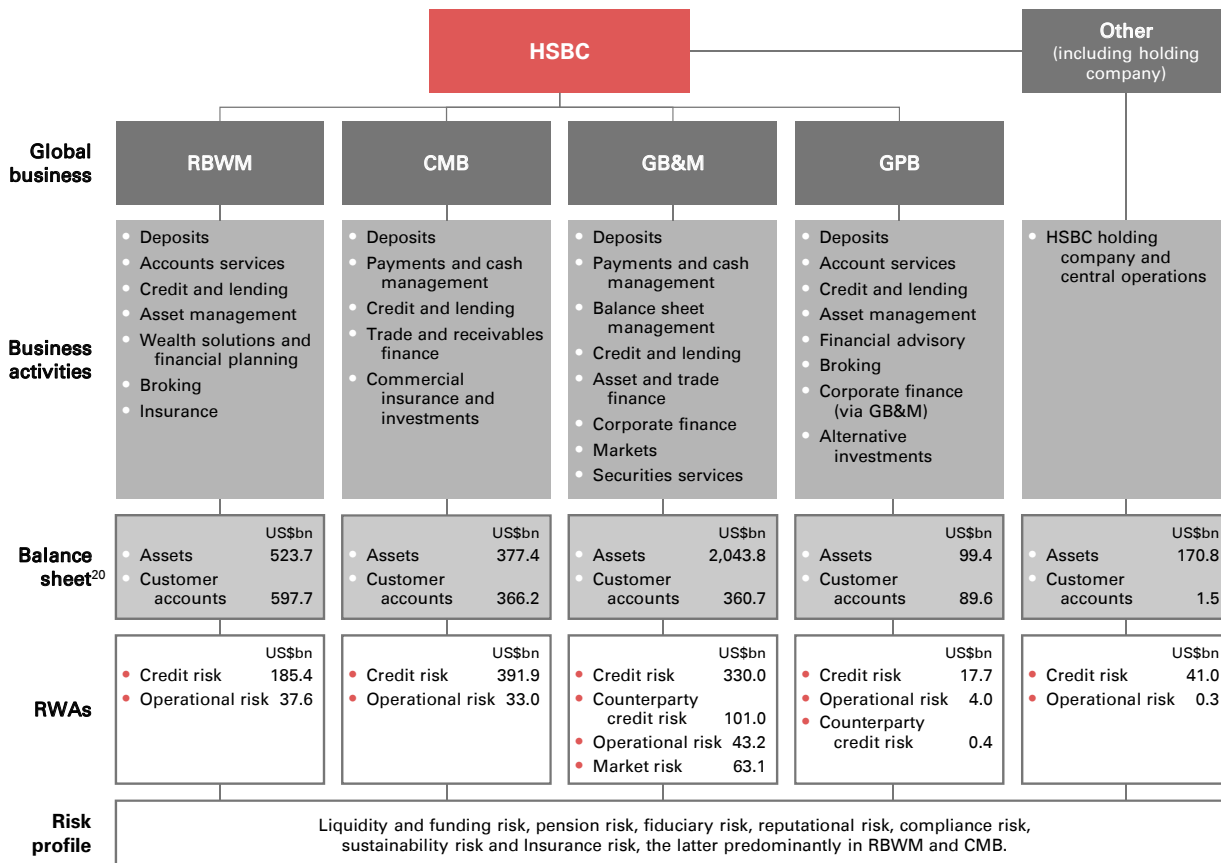 HSBC
Other
(including holding
company)
Global
business
RBWM
CMB
GB&M
GPB
Business
activities
• Deposits
• Accounts services
• Credit and lending
• Asset management
• Wealth solutions and
financial planning
• Broking
• Insurance
• Deposits
• Payments and cash
management
• Credit and lending
• Trade and receivables
finance
• Commercial
insurance and
investments
• Deposits
• Payments and cash
management
• Balance sheet
management
• Credit and lending
• Asset and trade
finance
• Corporate finance
• Markets
• Securities services
• Deposits
• Account services
• Credit and lending
• Asset management
• Financial advisory
• Broking
• Corporate finance
(via GB&M)
• Alternative
investments
• HSBC holding
company and
central operations
Balance
sheet20
US$bn
• Assets 523.7
• Customer
accounts 597.7
US$bn
• Assets 377.4
• Customer
accounts 366.2
US$bn
• Assets 2,043.8
• Customer
accounts 360.7
US$bn
• Assets 99.4
• Customer
accounts 89.6
US$bn
• Assets 170.8
• Customer
accounts 1.5
RWAs
US$bn
• Credit risk 185.4
• Operational risk 37.6
US$bn
• Credit risk 391.9
• Operational risk 33.0
US$bn
• Credit risk 330.0
• Counterparty
credit risk 101.0
• Operational risk 43.2
• Market risk 63.1
US$bn
• Credit risk 17.7
• Operational risk 4.0
• Counterparty
credit risk 0.4
US$bn
• Credit risk 41.0
• Operational risk 0.3
Risk
profile
Liquidity and funding risk, pension risk, fiduciary risk, reputational risk, compliance risk,
sustainability risk and Insurance risk, the latter predominantly in RBWM and CMB.